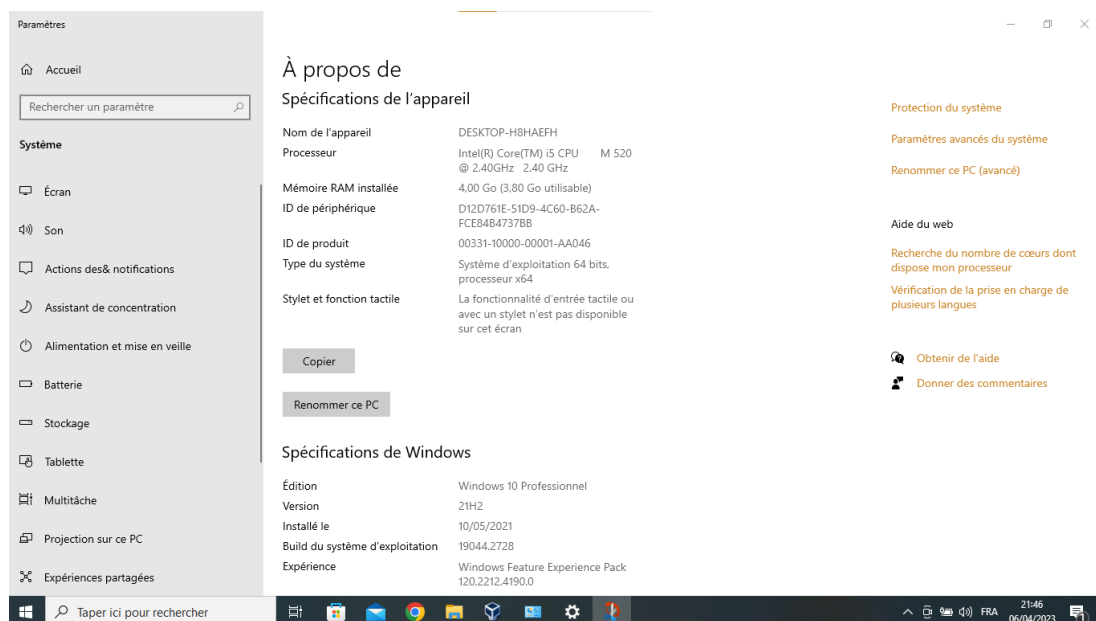 Paramètres
Accueil
Rechercher un paramètre
Système
Écran
Son
Actions des& notifications
Assistant de concentration
Alimentation et mise en veille
Batterie
Stockage
Tablette
Multitâche
Projection sur ce PC
Expériences partagées
À propos de
Spécifications de l'appareil
Nom de l'appareil DESKTOP-H8HAEFH
Processeur Intel(R) Core(TM) i5 CPU M 520
@ 2.40GHz 2.40 GHz
Mémoire RAM installée 4,00 Go (3,80 Go utilisable)
ID de périphérique D12D761E-51D9-4C60-B62A-
FCE84B4737BB
ID de produit 00331-10000-00001-AA046
Type du système Système d'exploitation 64 bits,
processeur x64
Stylet et fonction tactile La fonctionnalité d'entrée tactile ou
avec un stylet n'est pas disponible
sur cet écran
Copier
Renommer ce PC
Spécifications de Windows
Édition Windows 10 Professionnel
Version 21H2
Installé le 10/05/2021
Build du système d'exploitation 19044.2728
Expérience Windows Feature Experience Pack
120.2212.4190.0
Protection du système
Paramètres avancés du système
Renommer ce PC (avancé)
Aide du web
Recherche du nombre de cœurs dont
dispose mon processeur
Vérification de la prise en charge de
plusieurs langues
Obtenir de l'aide
Donner des commentaires
Taper ici pour rechercher
FRA
21:46
06/04/2023